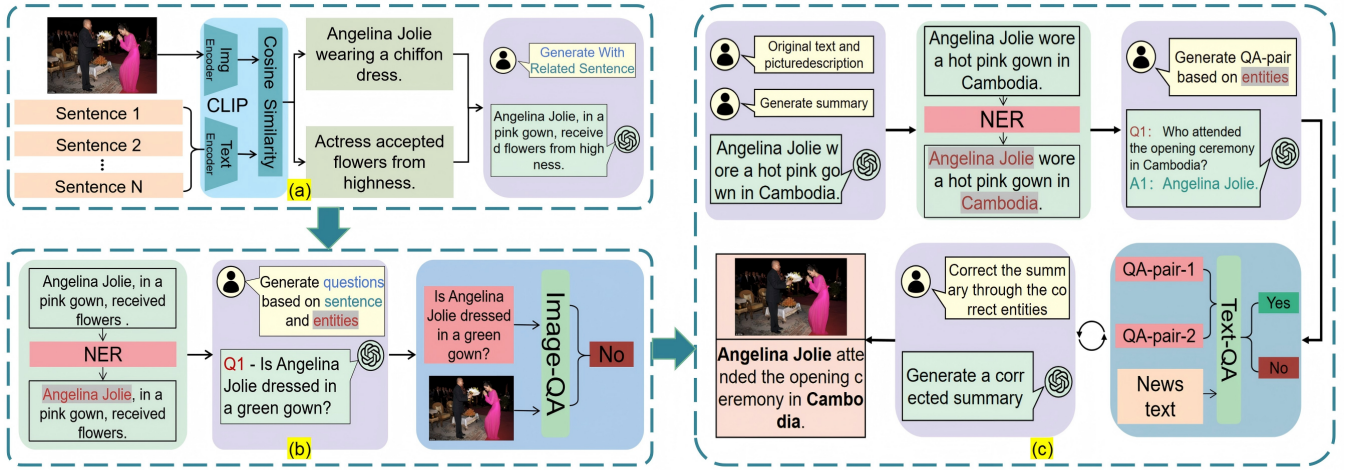 Sentence 1
Sentence 2
⋮
Sentence N
Img
Encoder
CLIP
Text
Encoder
Cosine Similarity
(a)
Angelina Jolie
wearing a chiffon
dress.
Actress accepted
flowers from
highness.
Generate With
Related Sentence
Angelina Jolie, in a
pink gown, receive
d flowers from high
ness.
Angelina Jolie, in a
pink gown, received
flowers .
NER
Angelina Jolie, in a
pink gown, received
flowers.
Generate questions
based on sentence
and entities
Q1 - Is Angelina
Jolie dressed in
a green gown?
(b)
Is Angelina
Jolie dressed
in a green
gown?
Image-QA
No
Original text and
picturedescription
Generate summary
Angelina Jolie w
ore a hot pink go
wn in Cambodia.
Angelina Jolie wore
a hot pink gown in
Cambodia.
NER
Angelina Jolie wore
a hot pink gown in
Cambodia.
Generate QA-pair
based on entities
Q1: Who attended
the opening ceremony
in Cambodia?
A1: Angelina Jolie.
QA-pair-1
QA-pair-2
News
text
Text-QA
Yes
No
Correct the summ
ary through the co
rrect entities
Generate a corr
ected summary
Angelina Jolie atte
nded the opening c
eremony in Cambo
dia.
(c)